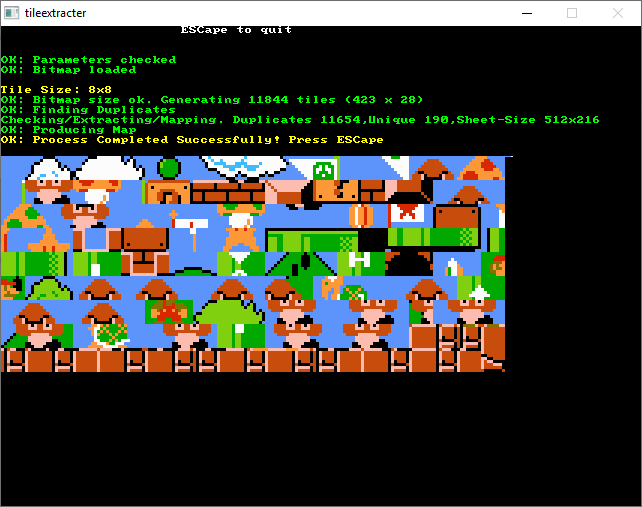 tileextracter
ESCape to quit
OK: Parameters checked
OK: Bitmap loaded
Tile Size: 8x8
OK: Bitmap size ok. Generating 11844 tiles (423 x 28)
OK: Finding Duplicates
Checking/Extracting/Mapping. Duplicates 11654,Unique 190,Sheet-Size 512x216
OK: Producing Map
OK: Process Completed Successfully! Press ESCape